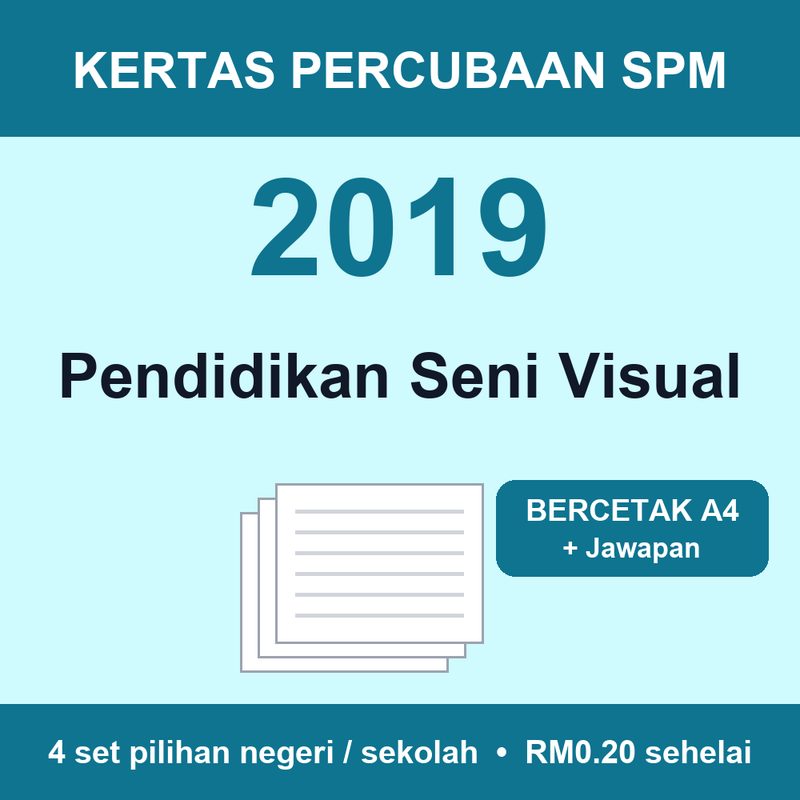 KERTAS PERCUBAAN SPM
2019
Pendidikan Seni Visual
BERCETAK A4
+ Jawapan
4 set pilihan negeri / sekolah • RM0.20 sehelai